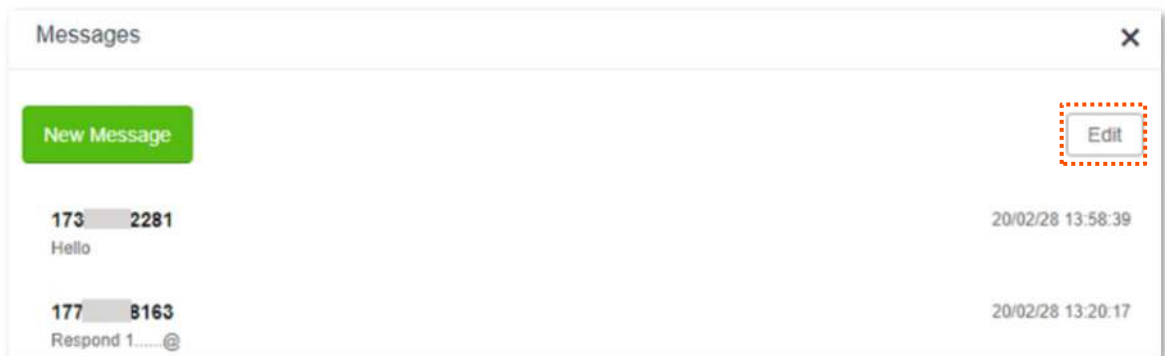 Messages ×
New Message Edit
173 2281 20/02/28 13:58:39
Hello
177 8163 20/02/28 13:20:17
Respond 1......@